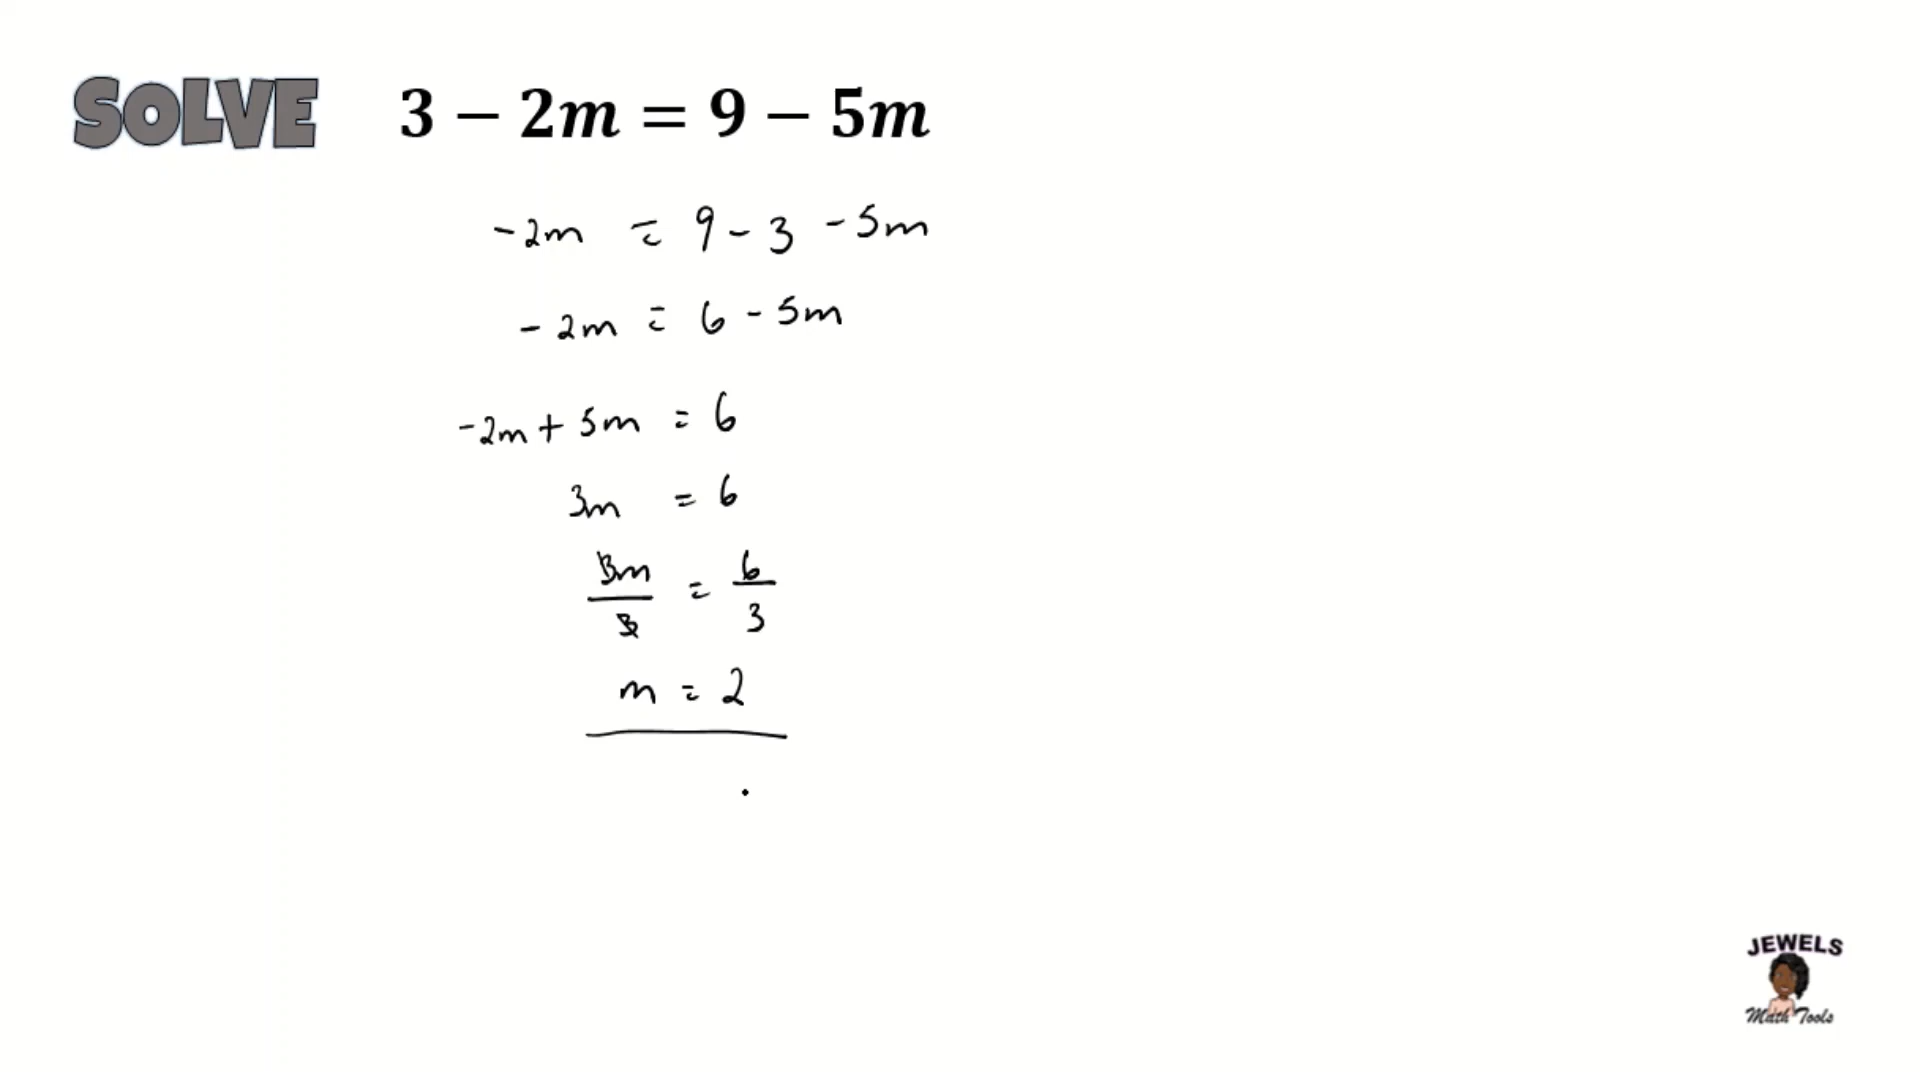 SOLVE 3 − 2m = 9 − 5m
-2m = 9 - 3 - 5m
- 2m = 6 - 5m
-2m + 5m = 6
3m = 6
3m/3 = 6/3
m = 2
JEWELS
Math Tools